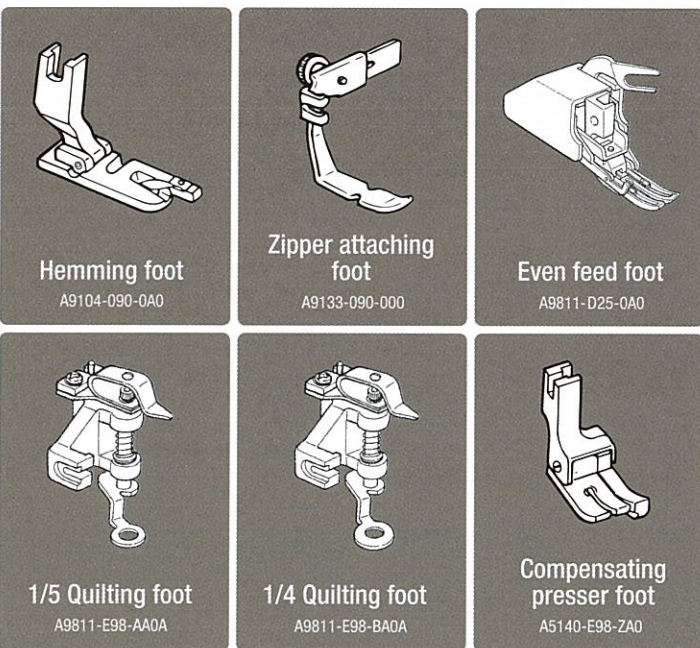 Hemming foot
A9104-090-0A0
Zipper attaching
foot
A9133-090-000
Even feed foot
A9811-D25-0A0
1/5 Quilting foot
A9811-E98-AA0A
1/4 Quilting foot
A9811-E98-BA0A
Compensating
presser foot
A5140-E98-ZA0